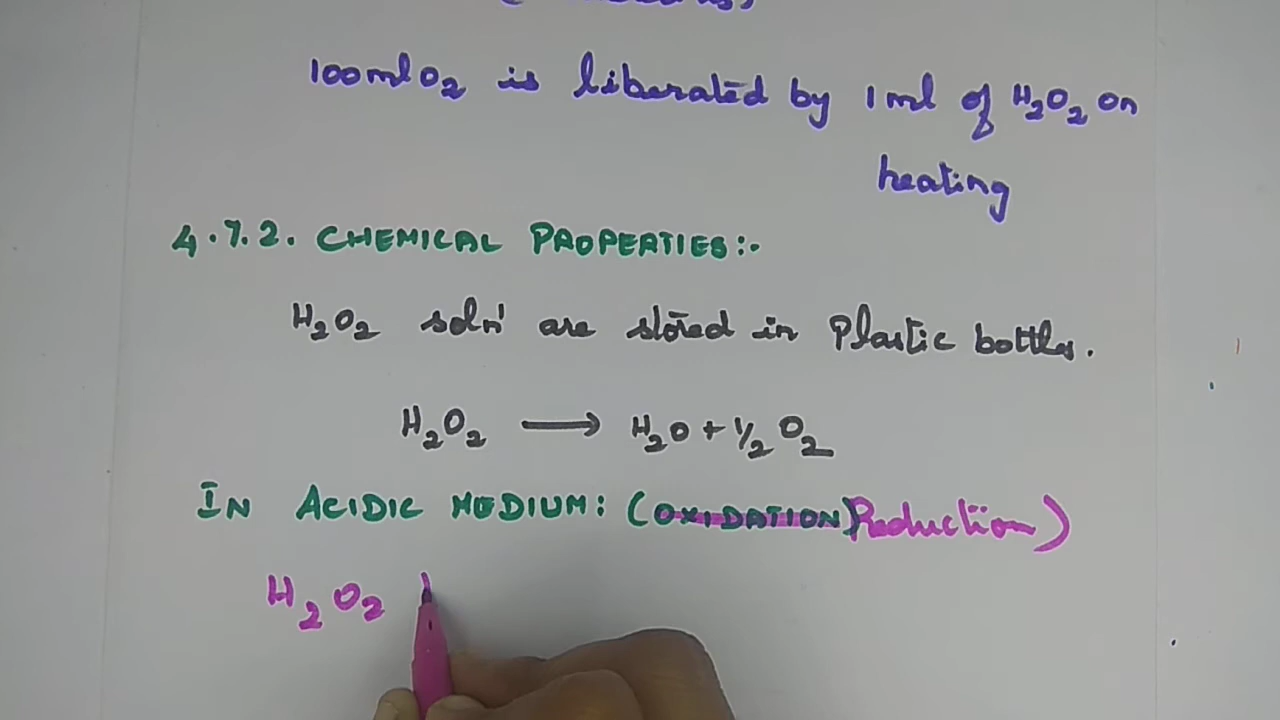 100ml O2 is liberated by 1ml of H2O2 on
heating
4.7.2. CHEMICAL PROPERTIES:-
H2O2 soln' are stored in Plastic bottles.
H2O2 ⟶ H2O + 1/2 O2
IN ACIDIC MEDIUM: (OXIDATION) Reduction)
H2O2